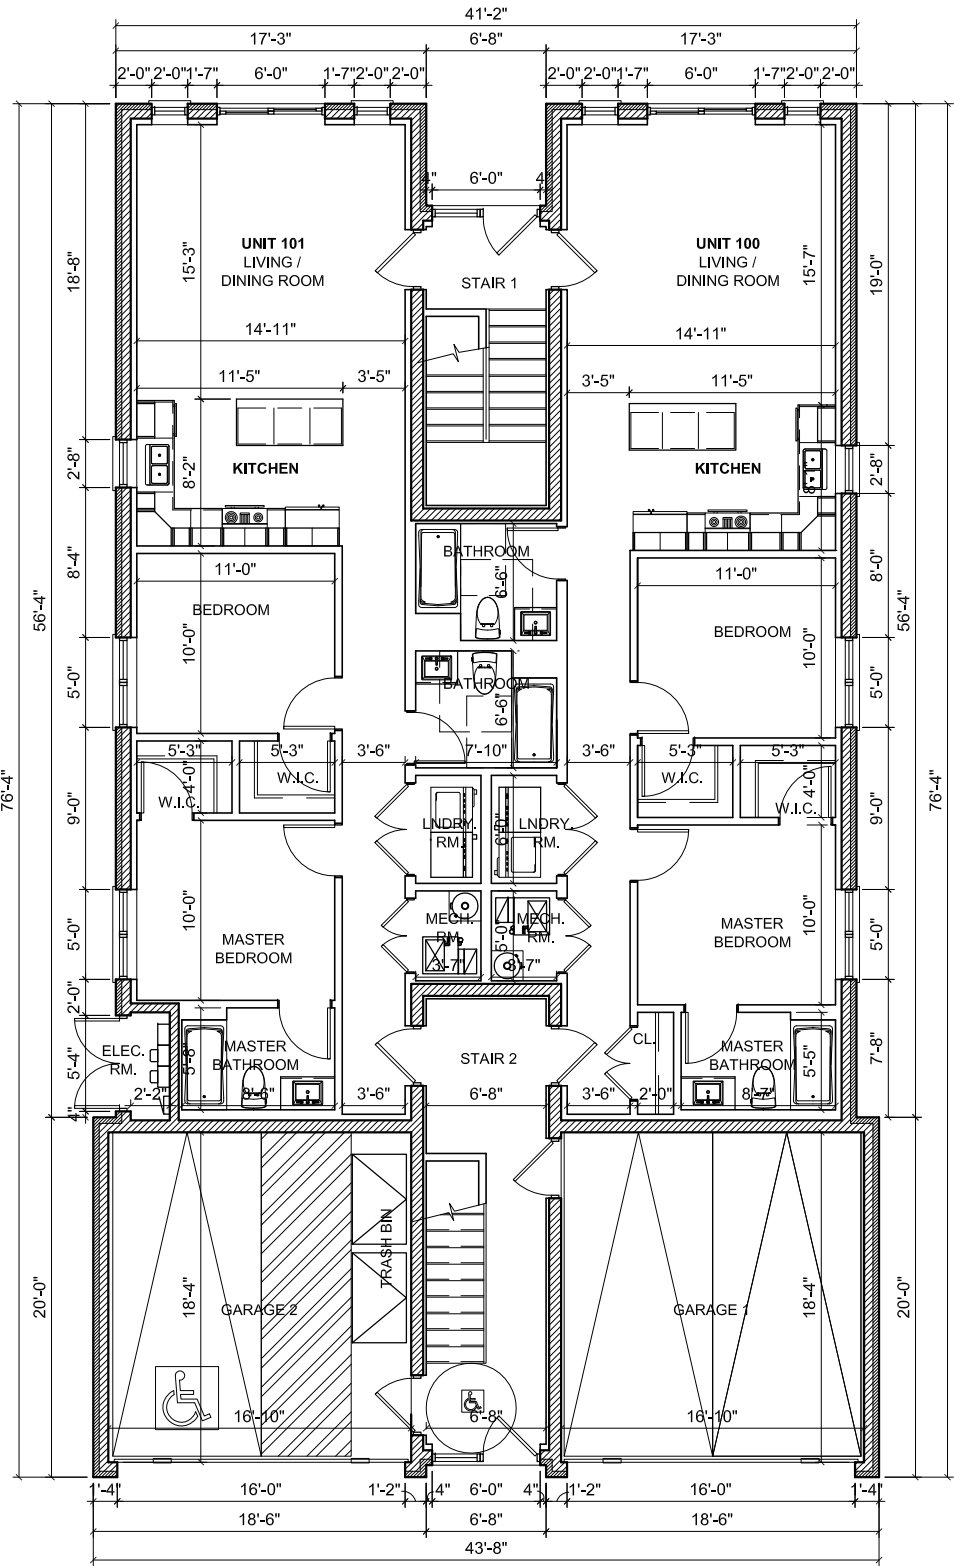 41'-2"
17'-3" 6'-8" 17'-3"
2'-0" 2'-0" 1'-7" 6'-0" 1'-7" 2'-0" 2'-0" 2'-0" 2'-0" 1'-7" 6'-0" 1'-7" 2'-0" 2'-0"
4" 6'-0" 4"
UNIT 101
LIVING /
DINING ROOM
15'-3"
18'-8"
STAIR 1
UNIT 100
LIVING /
DINING ROOM
15'-7"
19'-0"
14'-11" 14'-11"
11'-5" 3'-5" 3'-5" 11'-5"
2'-8"
8'-2"
KITCHEN
KITCHEN
2'-8"
8'-4"
BATHROOM
6'-6"
8'-0"
11'-0" 11'-0"
BEDROOM
10'-0"
BEDROOM
10'-0"
56'-4"
56'-4"
5'-0"
BATHROOM
6'-6"
5'-0"
5'-3" 5'-3" 3'-6" 7'-10" 3'-6" 5'-3" 5'-3"
W.I.C. W.I.C.
4'-0"
W.I.C. W.I.C.
4'-0"
76'-4"
76'-4"
9'-0"
9'-0"
LNDRY.
RM.
6'-0"
LNDRY.
RM.
10'-0"
MASTER
BEDROOM
5'-0"
MECH.
RM.
3'-7"
5'-0"
MECH.
RM.
3'-7"
MASTER
BEDROOM
10'-0"
5'-0"
2'-0"
5'-4"
4"
ELEC.
RM.
2'-2"
MASTER
BATHROOM
5'-8"
8'-6"
STAIR 2
CL.
MASTER
BATHROOM
5'-5"
8'-7"
7'-8"
3'-6" 6'-8" 3'-6" 2'-0"
TRASH BIN
20'-0"
GARAGE 2
18'-4"
GARAGE 1
18'-4"
20'-0"
16'-10" 6'-8" 16'-10"
1'-4" 16'-0" 1'-2" 4" 6'-0" 4" 1'-2" 16'-0" 1'-4"
18'-6" 6'-8" 18'-6"
43'-8"